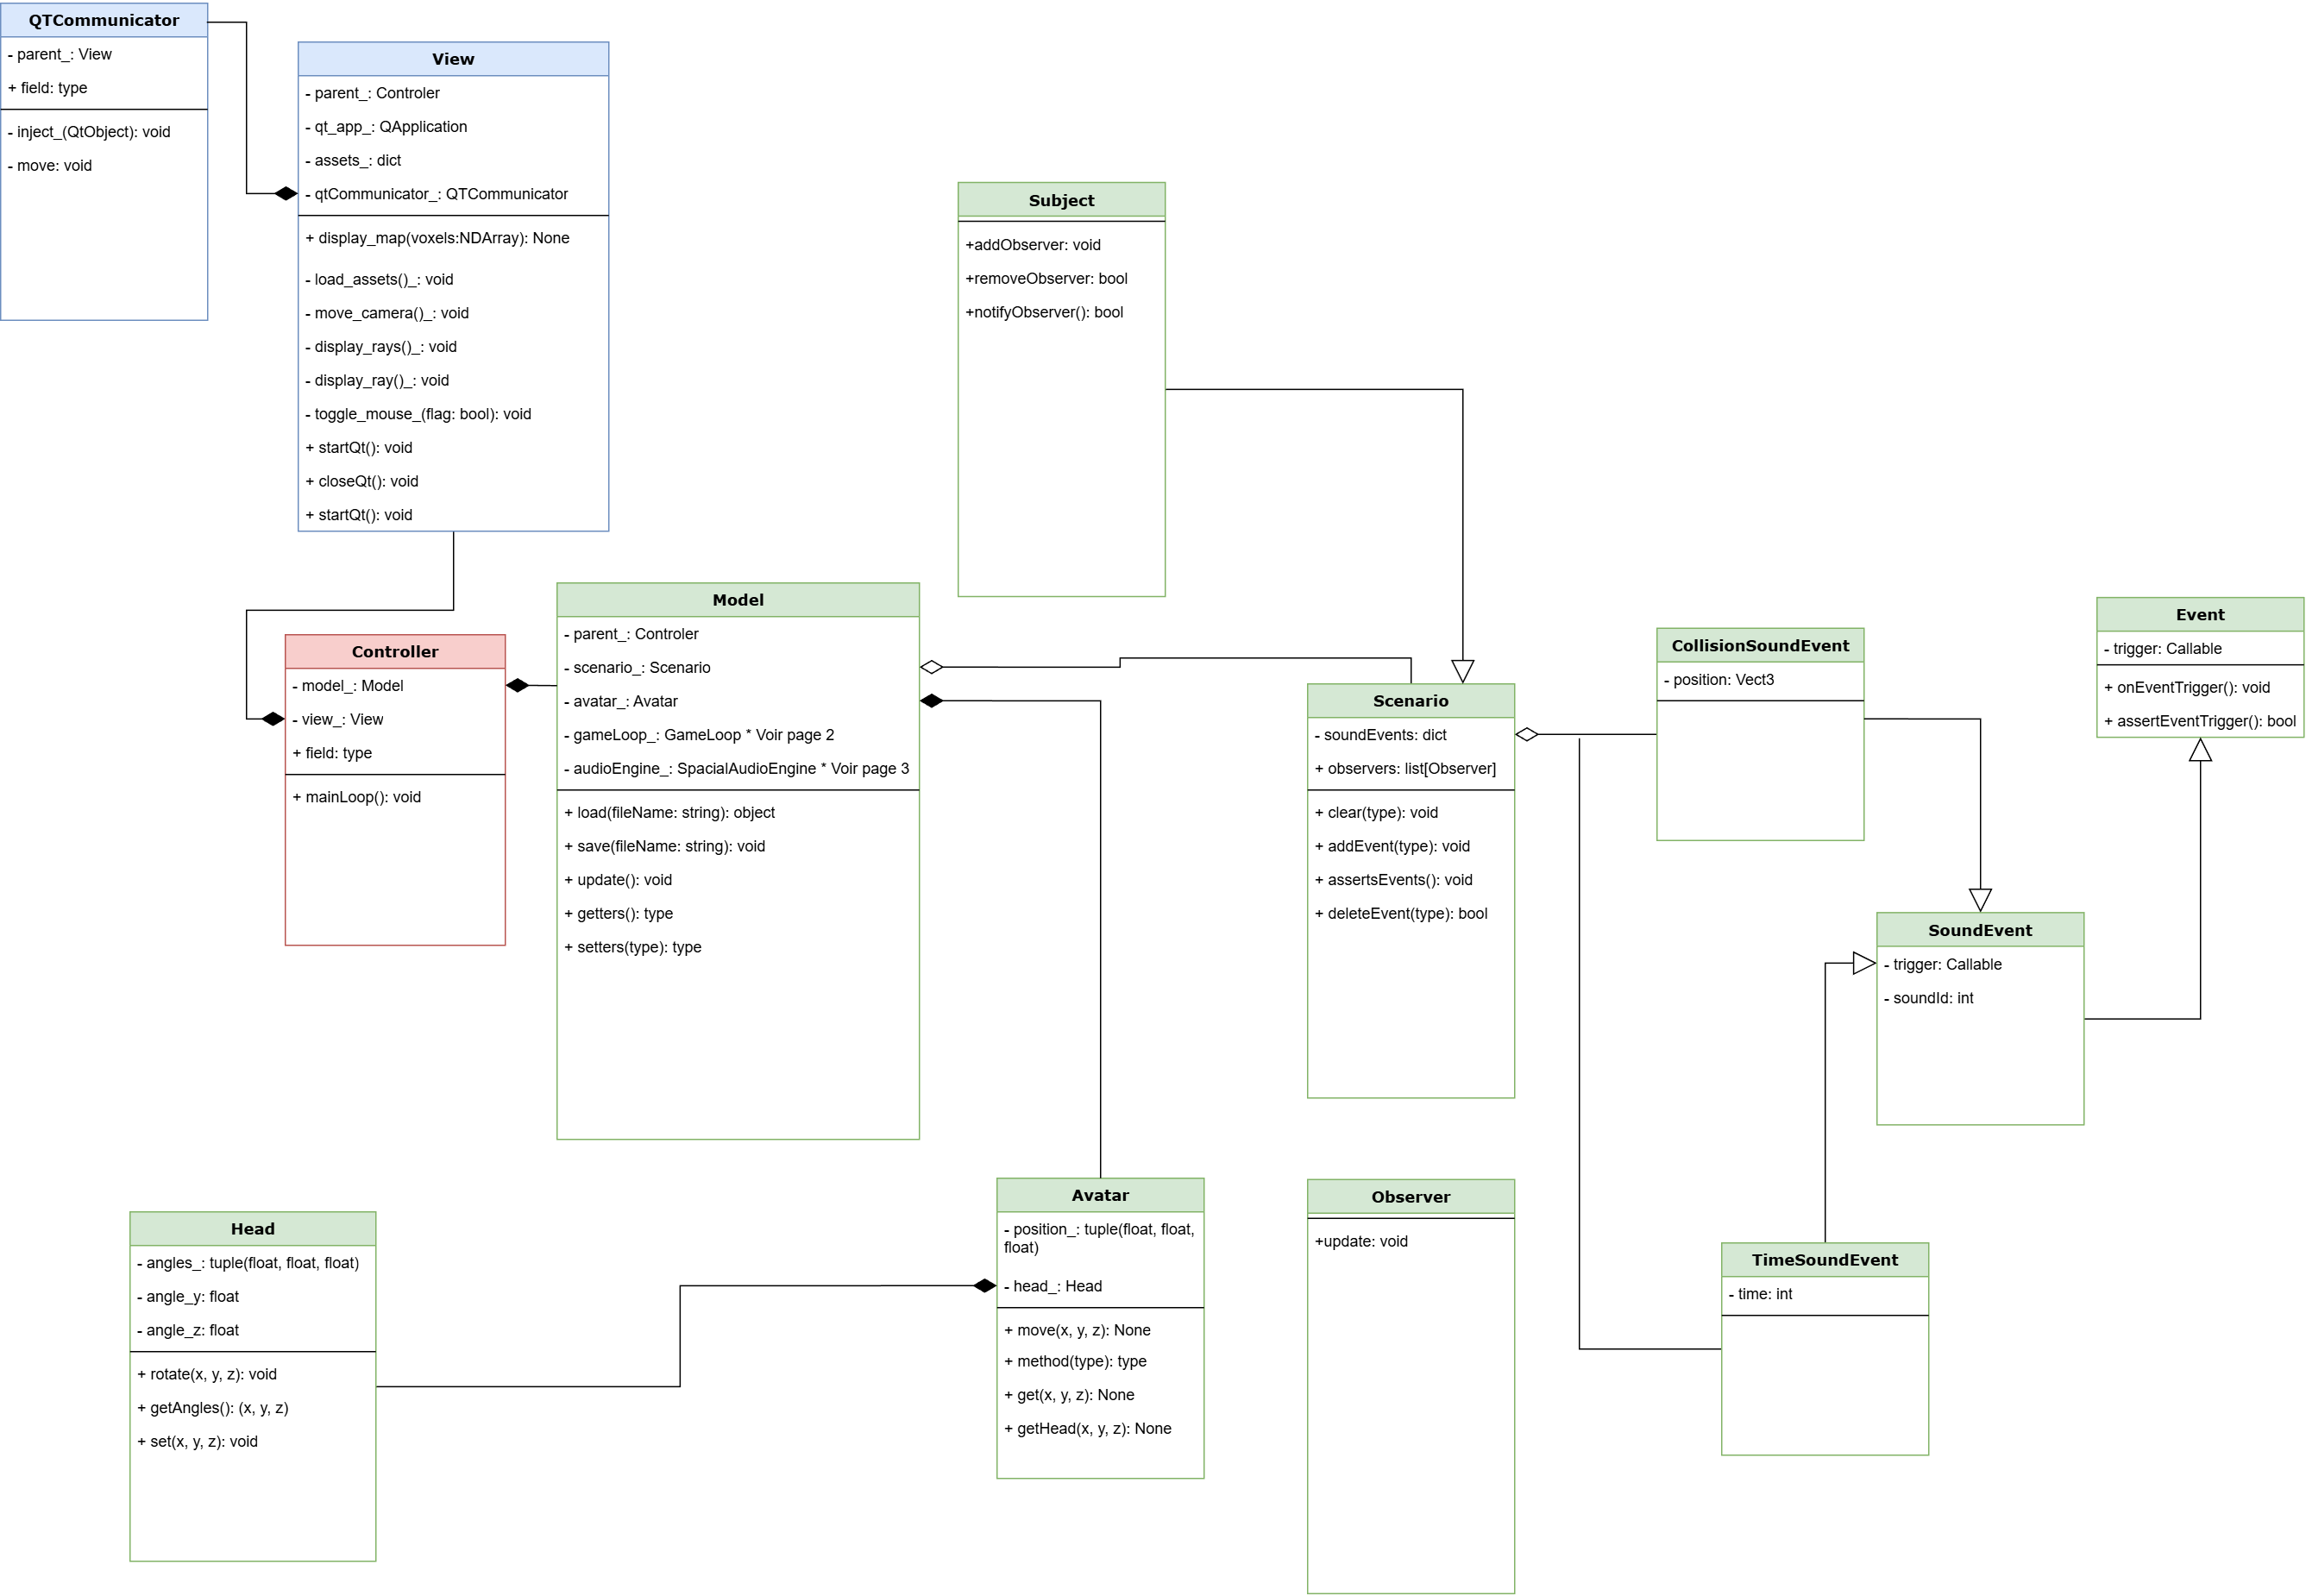 QTCommunicator
- parent_: View
+ field: type
- inject_(QtObject): void
- move: void
View
- parent_: Controler
- qt_app_: QApplication
- assets_: dict
- qtCommunicator_: QTCommunicator
+ display_map(voxels:NDArray): None
- load_assets()_: void
- move_camera()_: void
- display_rays()_: void
- display_ray()_: void
- toggle_mouse_(flag: bool): void
+ startQt(): void
+ closeQt(): void
+ startQt(): void
Subject
+addObserver: void
+removeObserver: bool
+notifyObserver(): bool
Controller
- model_: Model
- view_: View
+ field: type
+ mainLoop(): void
Model
- parent_: Controler
- scenario_: Scenario
- avatar_: Avatar
- gameLoop_: GameLoop * Voir page 2
- audioEngine_: SpacialAudioEngine * Voir page 3
+ load(fileName: string): object
+ save(fileName: string): void
+ update(): void
+ getters(): type
+ setters(type): type
Scenario
- soundEvents: dict
+ observers: list[Observer]
+ clear(type): void
+ addEvent(type): void
+ assertsEvents(): void
+ deleteEvent(type): bool
CollisionSoundEvent
- position: Vect3
Event
- trigger: Callable
+ onEventTrigger(): void
+ assertEventTrigger(): bool
SoundEvent
- trigger: Callable
- soundId: int
Head
- angles_: tuple(float, float, float)
- angle_y: float
- angle_z: float
+ rotate(x, y, z): void
+ getAngles(): (x, y, z)
+ set(x, y, z): void
Avatar
- position_: tuple(float, float,
float)
- head_: Head
+ move(x, y, z): None
+ method(type): type
+ get(x, y, z): None
+ getHead(x, y, z): None
Observer
+update: void
TimeSoundEvent
- time: int